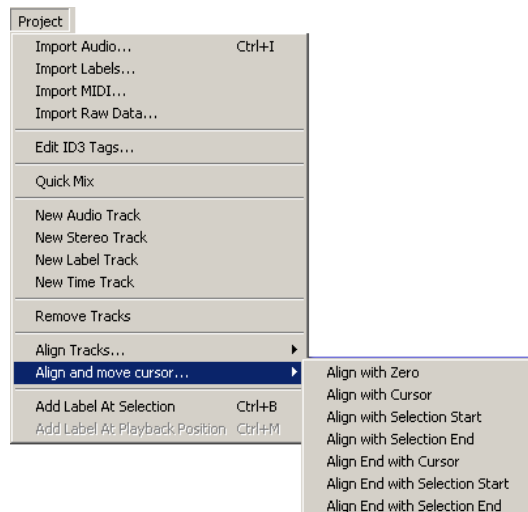 Project
Import Audio... Ctrl+I
Import Labels...
Import MIDI...
Import Raw Data...
Edit ID3 Tags...
Quick Mix
New Audio Track
New Stereo Track
New Label Track
New Time Track
Remove Tracks
Align Tracks...
Align and move cursor...
Add Label At Selection Ctrl+B
Add Label At Playback Position Ctrl+M
Align with Zero
Align with Cursor
Align with Selection Start
Align with Selection End
Align End with Cursor
Align End with Selection Start
Align End with Selection End